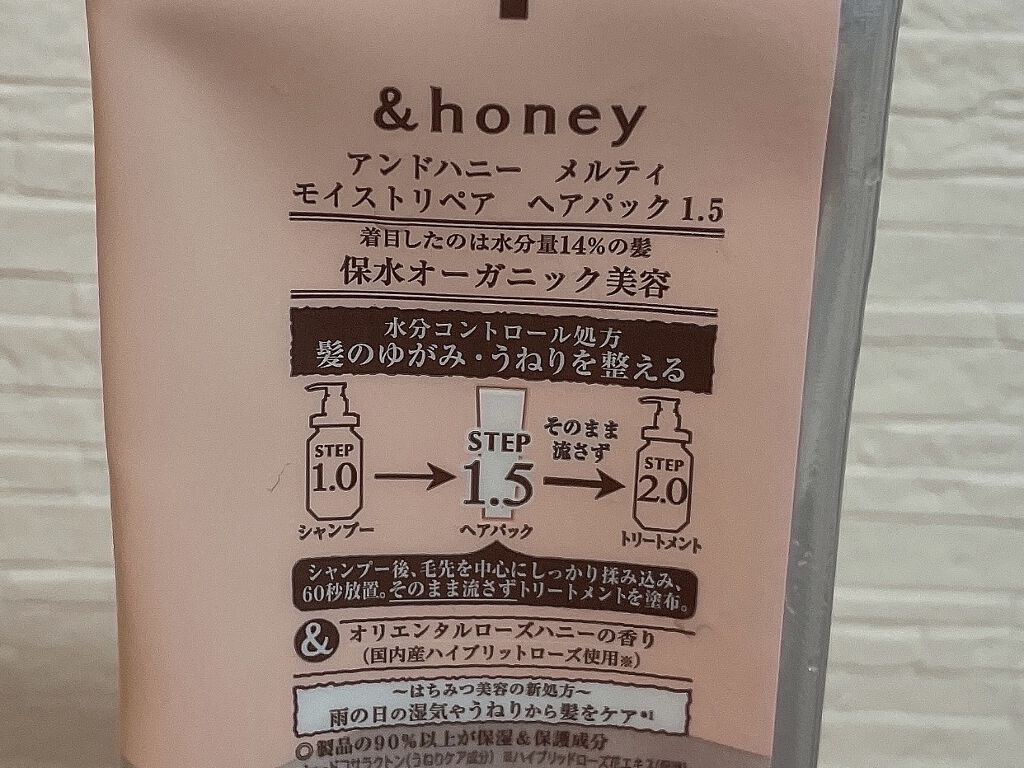 &honey
アンドハニー　メルティ
モイストリペア　ヘアパック 1.5
着目したのは水分量14%の髪
保水オーガニック美容
水分コントロール処方
髪のゆがみ・うねりを整える
STEP
1.0
シャンプー
STEP
1.5
ヘアパック
そのまま
流さず
STEP
2.0
トリートメント
シャンプー後、毛先を中心にしっかり揉み込み、
60秒放置。そのまま流さずトリートメントを塗布。
& オリエンタルローズハニーの香り
(国内産ハイブリットローズ使用※)
～はちみつ美容の新処方～
雨の日の湿気やうねりから髪をケア*1
◎製品の90%以上が保湿&保護成分
(うねりケア成分)